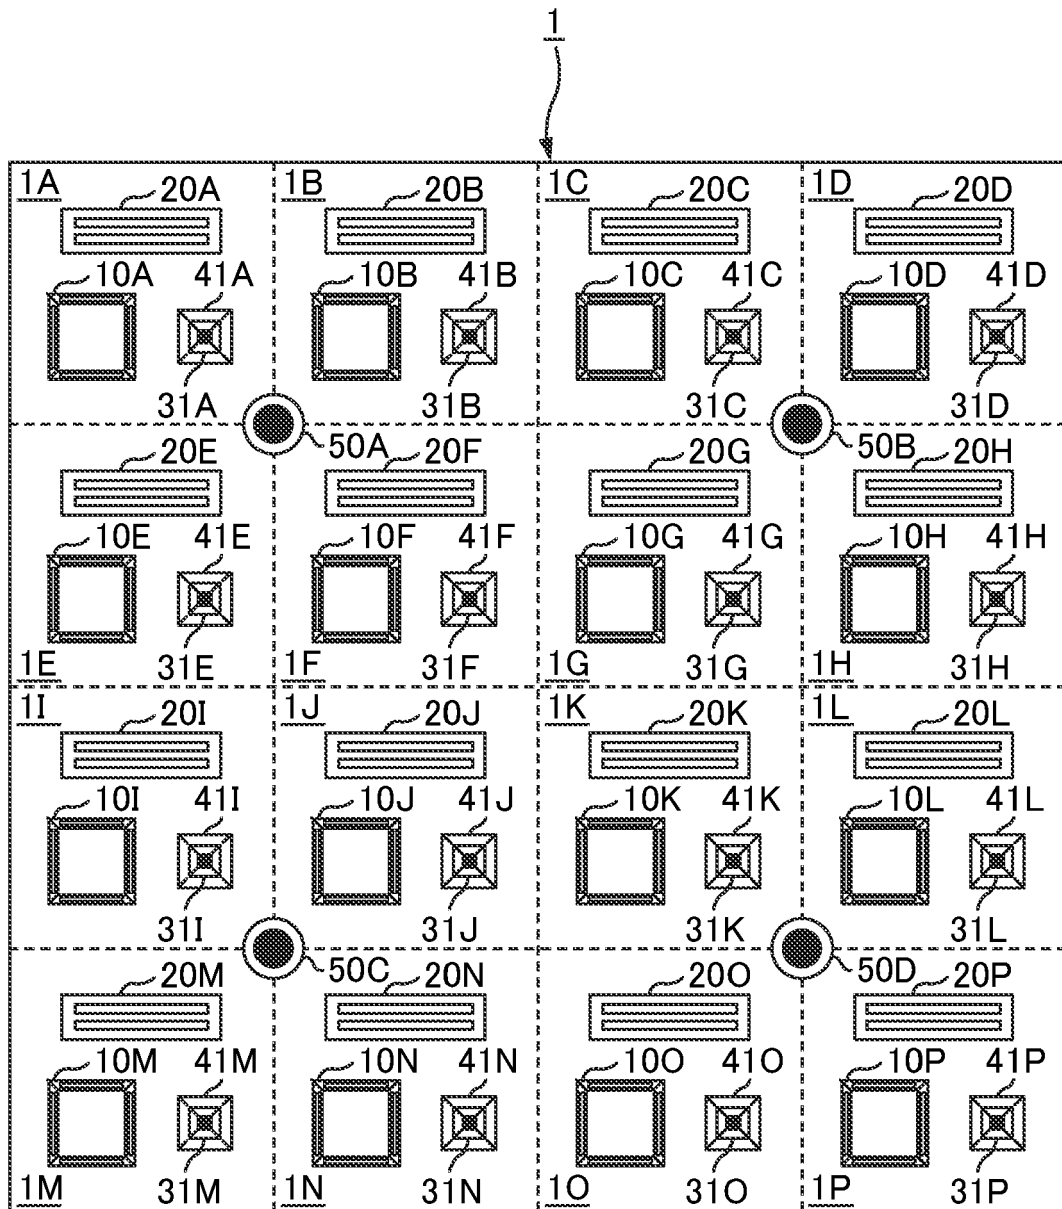 1
1A 20A 1B 20B 1C 20C 1D 20D
10A 41A 10B 41B 10C 41C 10D 41D
31A 31B 31C 31D
50A 50B
20E 20F 20G 20H
10E 41E 10F 41F 10G 41G 10H 41H
1E 31E 1F 31F 1G 31G 1H 31H
1I 20I 1J 20J 1K 20K 1L 20L
10I 41I 10J 41J 10K 41K 10L 41L
31I 31J 31K 31L
50C 50D
20M 20N 20O 20P
10M 41M 10N 41N 10O 41O 10P 41P
1M 31M 1N 31N 1O 31O 1P 31P